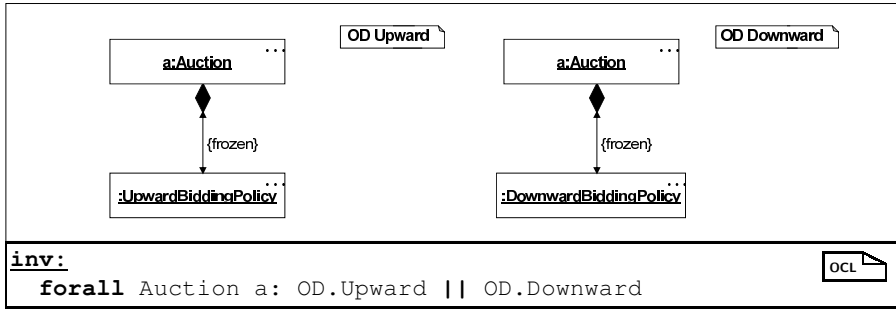 OD Upward
OD Downward
...
...
a:Auction
a:Auction
{frozen}
{frozen}
...
...
:UpwardBiddingPolicy
:DownwardBiddingPolicy
inv:
OCL
forall Auction a: OD.Upward || OD.Downward